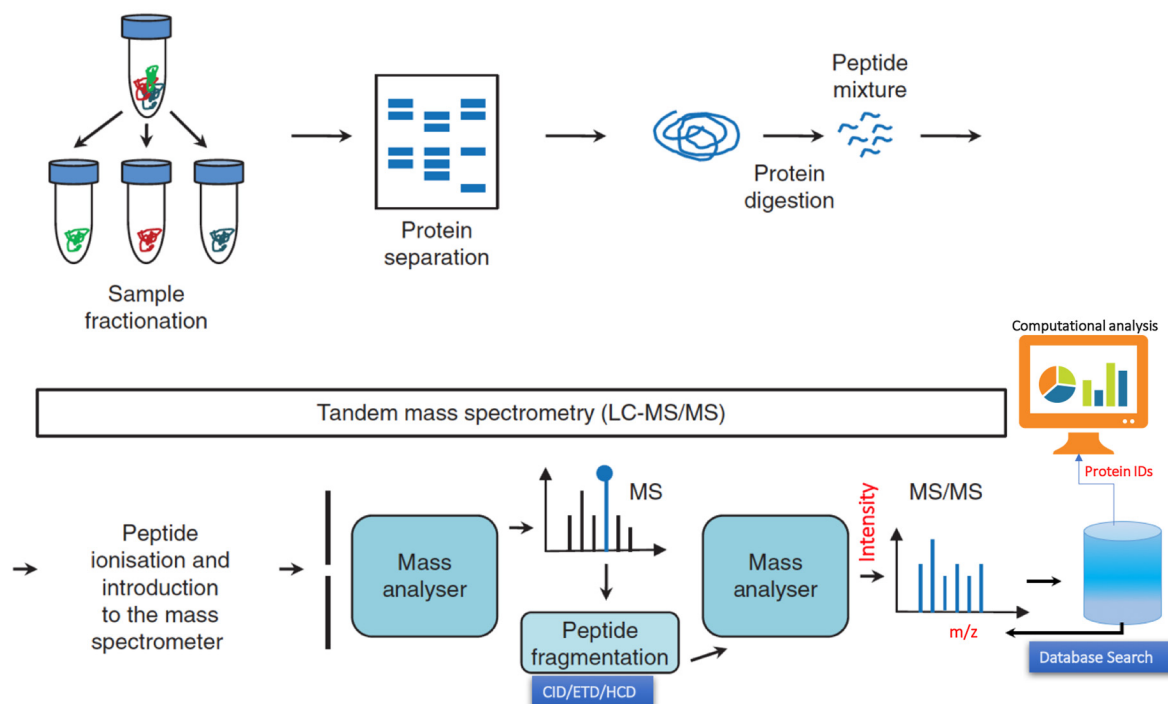 Peptide
mixture
Protein
digestion
Protein
separation
Sample
fractionation
Computational analysis
Tandem mass spectrometry (LC-MS/MS)
Protein IDs
Peptide
ionisation and
introduction
to the mass
spectrometer
Mass
analyser
MS
Peptide
fragmentation
CID/ETD/HCD
Mass
analyser
Intensity
MS/MS
m/z
Database Search